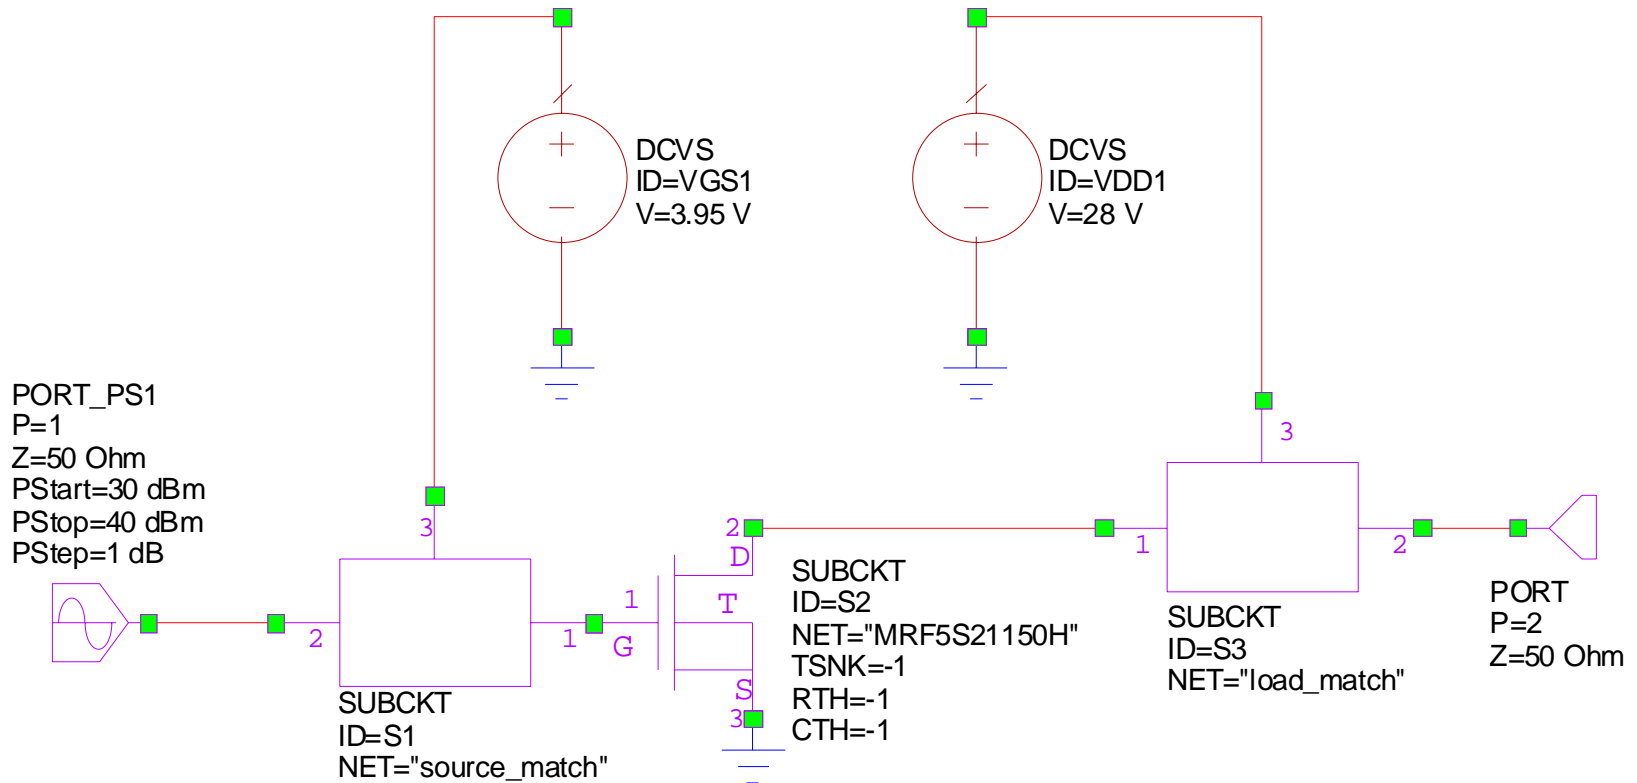 DCVS
ID=VGS1
V=3.95 V
DCVS
ID=VDD1
V=28 V
PORT_PS1
P=1
Z=50 Ohm
PStart=30 dBm
PStop=40 dBm
PStep=1 dB
3
2
1
SUBCKT
ID=S1
NET="source_match"
1
G
2
D
T
S
3
SUBCKT
ID=S2
NET="MRF5S21150H"
TSNK=-1
RTH=-1
CTH=-1
3
1
2
SUBCKT
ID=S3
NET="load_match"
PORT
P=2
Z=50 Ohm